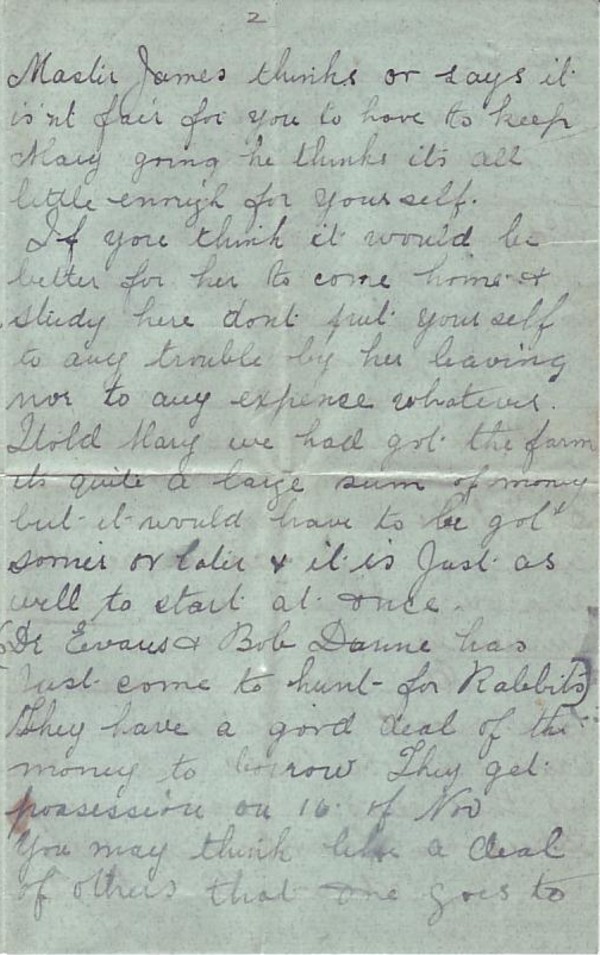 2
Master James thinks or says it
is'nt fair for you to have to keep
Mary going he thinks its all
little enough for yourself.
If you think it would be
better for her to come home &
study here dont put yourself
to any trouble by her leaving
nor to any expence whatever.
I told Mary we had got the farm
its quite a large sum of money
but it would have to be got
sooner or later & it is Just as
well to start at once.
(Dr Evans & Bob Dunne has
Just come to hunt for Rabbits)
They have a good deal of the
money to borrow They get
possession on 16 of Nov
You may think like a deal
of others that one goes to